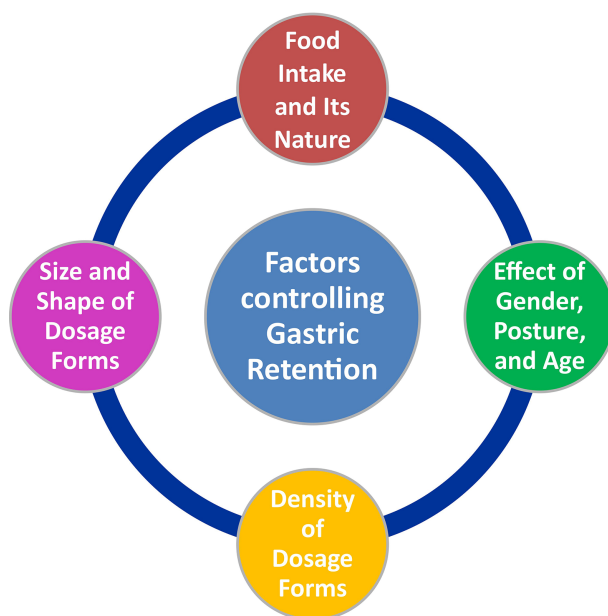 Food
Intake
and Its
Nature
Size and
Shape of
Dosage
Forms
Factors
controlling
Gastric
Retention
Effect of
Gender,
Posture,
and Age
Density
of
Dosage
Forms